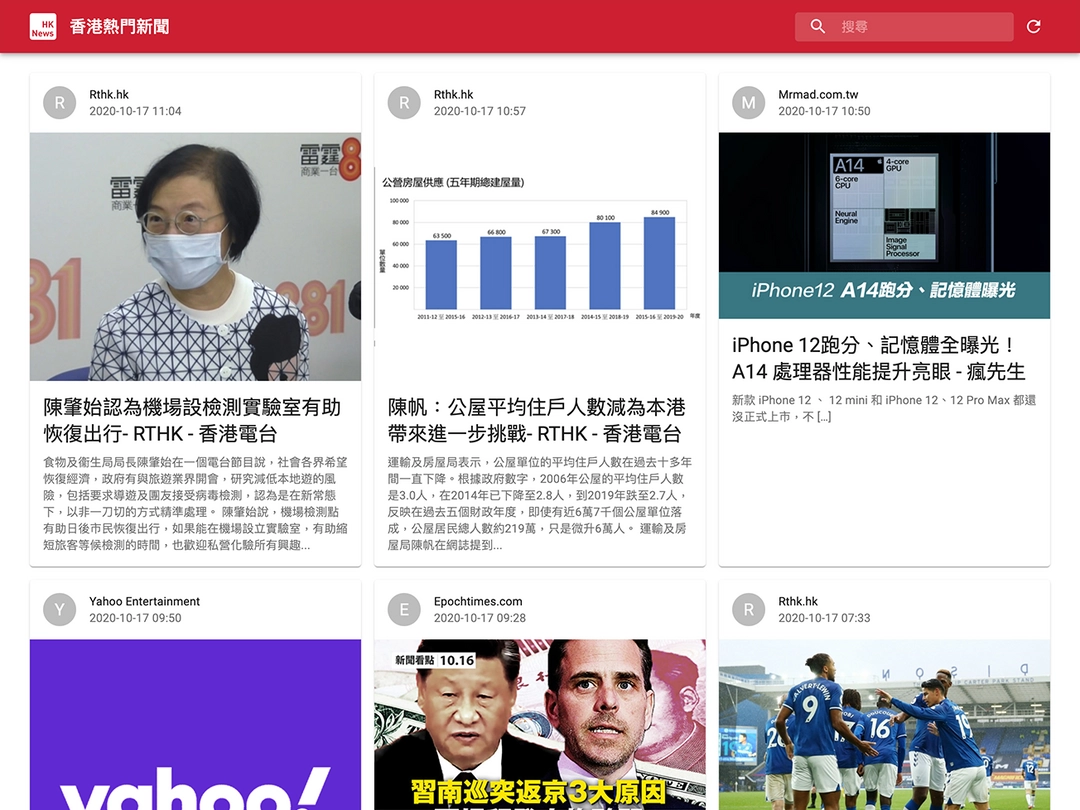 HK
News
香港熱門新聞
搜尋
R
Rthk.hk
2020-10-17 11:04
雷霆8
商業一台
雷霆
商業
881
881
陳肇始認為機場設檢測實驗室有助
恢復出行- RTHK - 香港電台
食物及衞生局局長陳肇始在一個電台節目說，社會各界希望
恢復經濟，政府有與旅遊業界開會，研究減低本地遊的風
險，包括要求導遊及團友接受病毒檢測，認為是在新常態
下，以非一刀切的方式精準處理。 陳肇始說，機場檢測點
有助日後市民恢復出行，如果能在機場設立實驗室，有助縮
短旅客等候檢測的時間，也歡迎私營化驗所有興趣...
R
Rthk.hk
2020-10-17 10:57
公營房屋供應 (五年期總建屋量)
單位數量
100 000
80 000
60 000
40 000
20 000
63 500
66 800
67 300
80 100
84 900
2011-12 至 2015-16
2012-13 至 2016-17
2013-14 至 2017-18
2014-15 至 2018-19
2015-16 至 2019-20
年度
陳帆：公屋平均住戶人數減為本港
帶來進一步挑戰- RTHK - 香港電台
運輸及房屋局表示，公屋單位的平均住戶人數在過去十多年
間一直下降。根據政府數字，2006年公屋的平均住戶人數
是3.0人，在2014年已下降至2.8人，到2019年跌至2.7人，
反映在過去五個財政年度，即使有近6萬7千個公屋單位落
成，公屋居民總人數約219萬，只是微升6萬人。 運輸及房
屋局陳帆在網誌提到...
M
Mrmad.com.tw
2020-10-17 10:50
A14
4-core
GPU
6-core
CPU
Neural
Engine
Image
Signal
Processor
iPhone12 A14跑分、記憶體曝光
iPhone 12跑分、記憶體全曝光！
A14 處理器性能提升亮眼 - 瘋先生
新款 iPhone 12 、 12 mini 和 iPhone 12、12 Pro Max 都還
沒正式上市，不 [...]
Y
Yahoo Entertainment
2020-10-17 09:50
yahoo!
E
Epochtimes.com
2020-10-17 09:28
新聞看點 10.16
習南巡突返京3大原因
R
Rthk.hk
2020-10-17 07:33
CARTER PARK STAND
CALVERT-LEWIN
9
16
19
26
12